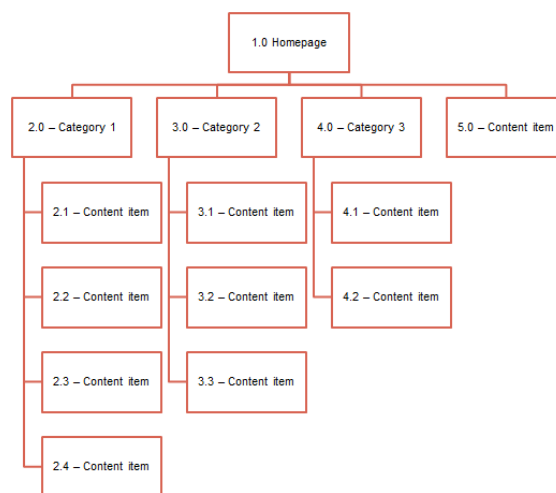 1.0 Homepage
2.0 – Category 1
3.0 – Category 2
4.0 – Category 3
5.0 – Content item
2.1 – Content item
3.1 – Content item
4.1 – Content item
2.2 – Content item
3.2 – Content item
4.2 – Content item
2.3 – Content item
3.3 – Content item
2.4 – Content item